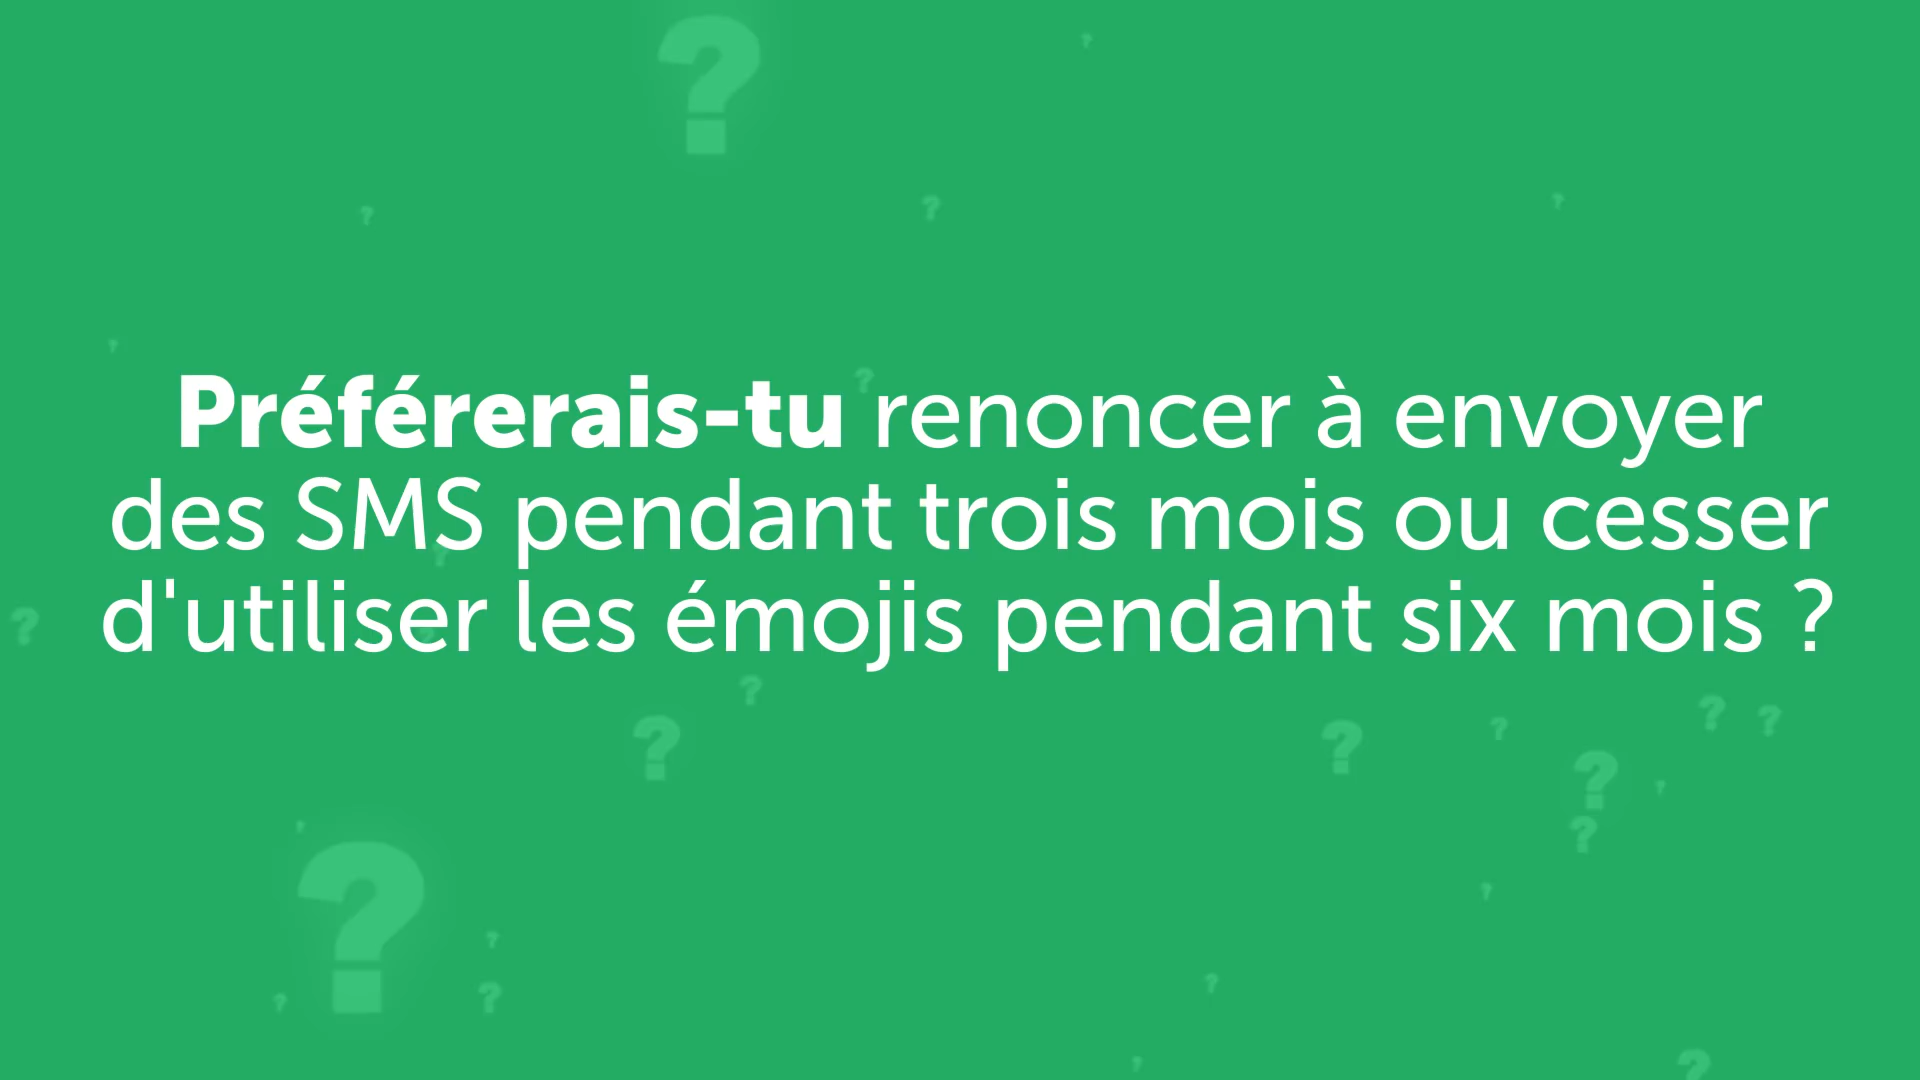 Préférerais-tu renoncer à envoyer
des SMS pendant trois mois ou cesser
d'utiliser les émojis pendant six mois ?